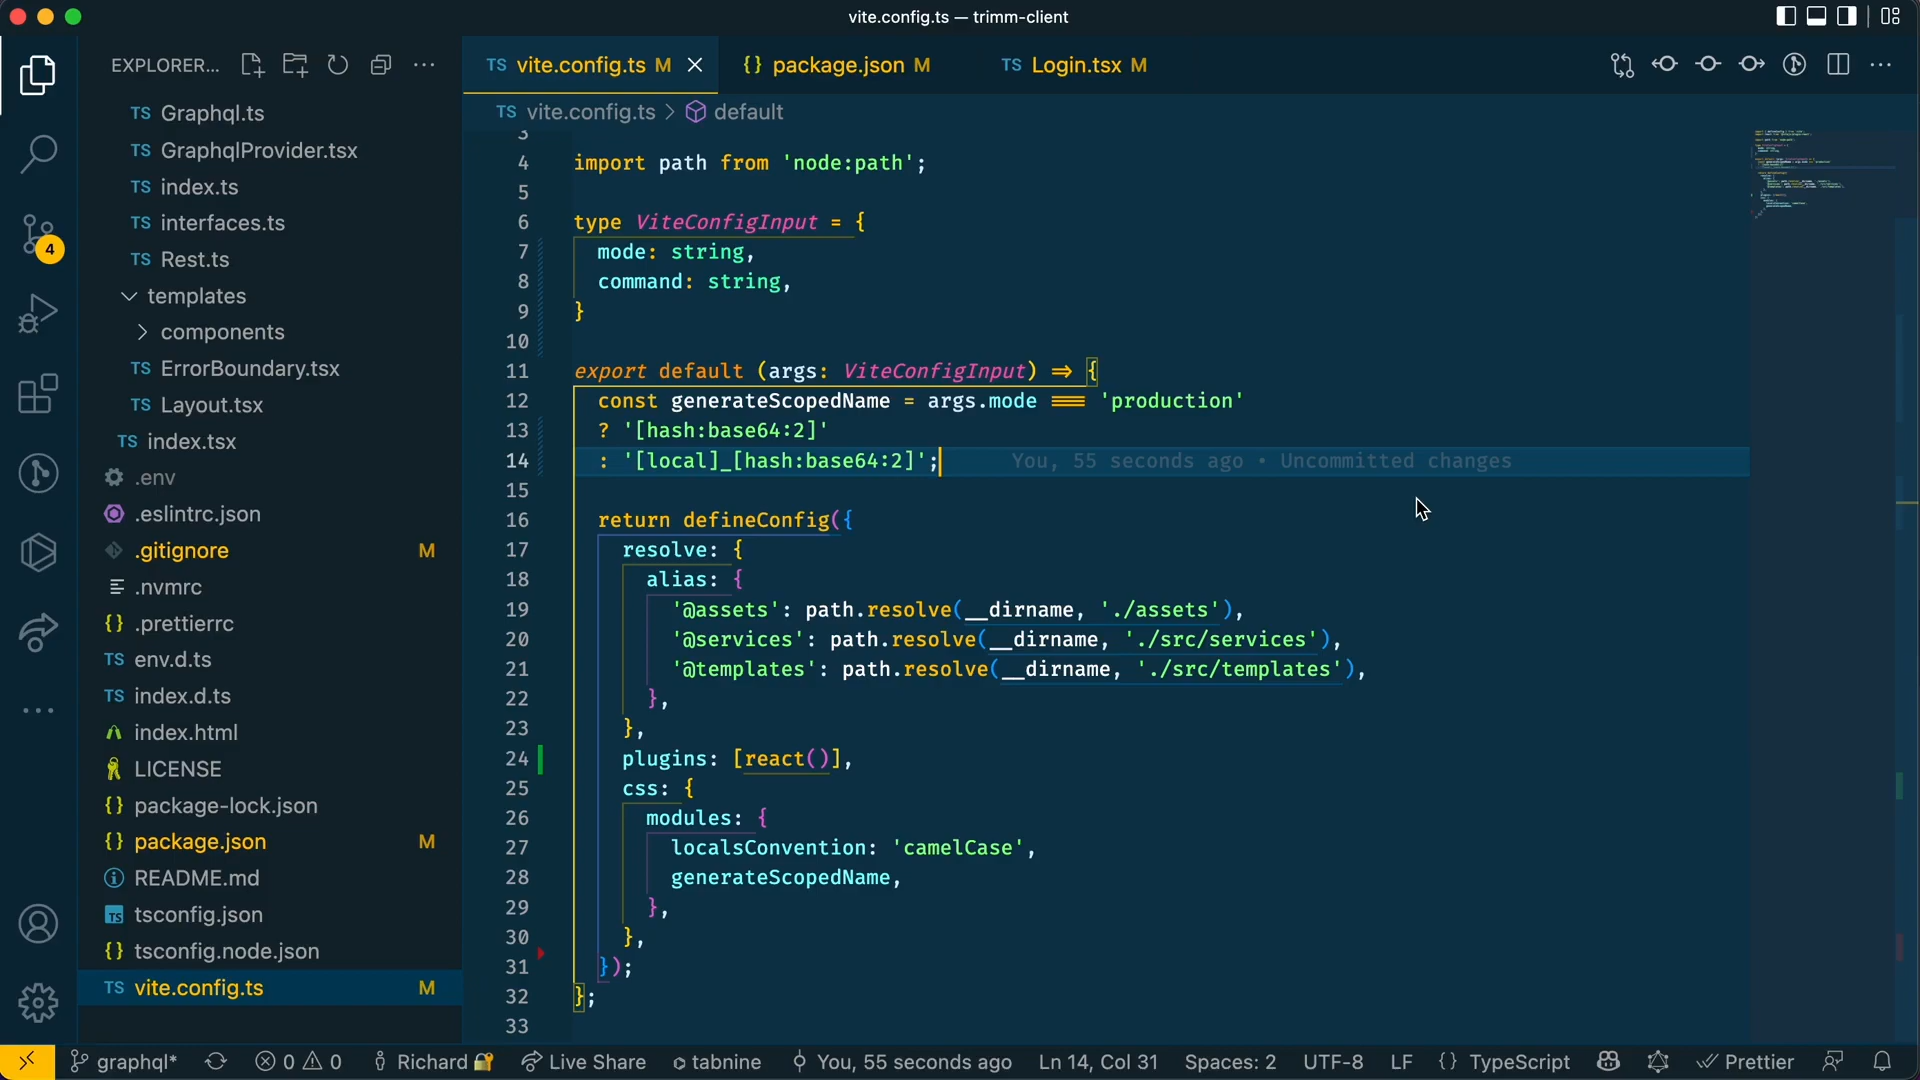 vite.config.ts — trimm-client
EXPLORER...
TS vite.config.ts M
{} package.json M
TS Login.tsx M
TS vite.config.ts > default
TS Graphql.ts
TS GraphqlProvider.tsx
TS index.ts
TS interfaces.ts
TS Rest.ts
templates
components
TS ErrorBoundary.tsx
TS Layout.tsx
TS index.tsx
.env
.eslintrc.json
.gitignore M
.nvmrc
{} .prettierrc
TS env.d.ts
TS index.d.ts
index.html
LICENSE
{} package-lock.json
{} package.json M
README.md
TS tsconfig.json
{} tsconfig.node.json
TS vite.config.ts M
4
3
4 import path from 'node:path';
5
6 type ViteConfigInput = {
7 mode: string,
8 command: string,
9 }
10
11 export default (args: ViteConfigInput) => {
12 const generateScopedName = args.mode === 'production'
13 ? '[hash:base64:2]'
14 : '[local]_[hash:base64:2]'; You, 55 seconds ago • Uncommitted changes
15
16 return defineConfig({
17 resolve: {
18 alias: {
19 '@assets': path.resolve(__dirname, './assets'),
20 '@services': path.resolve(__dirname, './src/services'),
21 '@templates': path.resolve(__dirname, './src/templates'),
22 },
23 },
24 plugins: [react()],
25 css: {
26 modules: {
27 localsConvention: 'camelCase',
28 generateScopedName,
29 },
30 },
31 });
32 };
33
graphql* 0 0 Richard Live Share tabnine You, 55 seconds ago Ln 14, Col 31 Spaces: 2 UTF-8 LF {} TypeScript Prettier